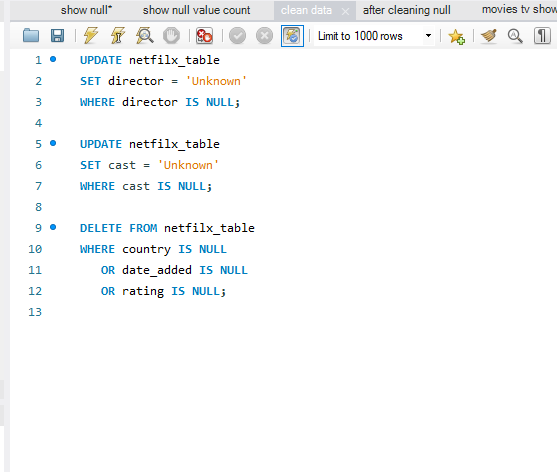 show null* show null value count clean data after cleaning null movies tv show
Limit to 1000 rows
1 UPDATE netfilx_table
2 SET director = 'Unknown'
3 WHERE director IS NULL;
4
5 UPDATE netfilx_table
6 SET cast = 'Unknown'
7 WHERE cast IS NULL;
8
9 DELETE FROM netfilx_table
10 WHERE country IS NULL
11 OR date_added IS NULL
12 OR rating IS NULL;
13